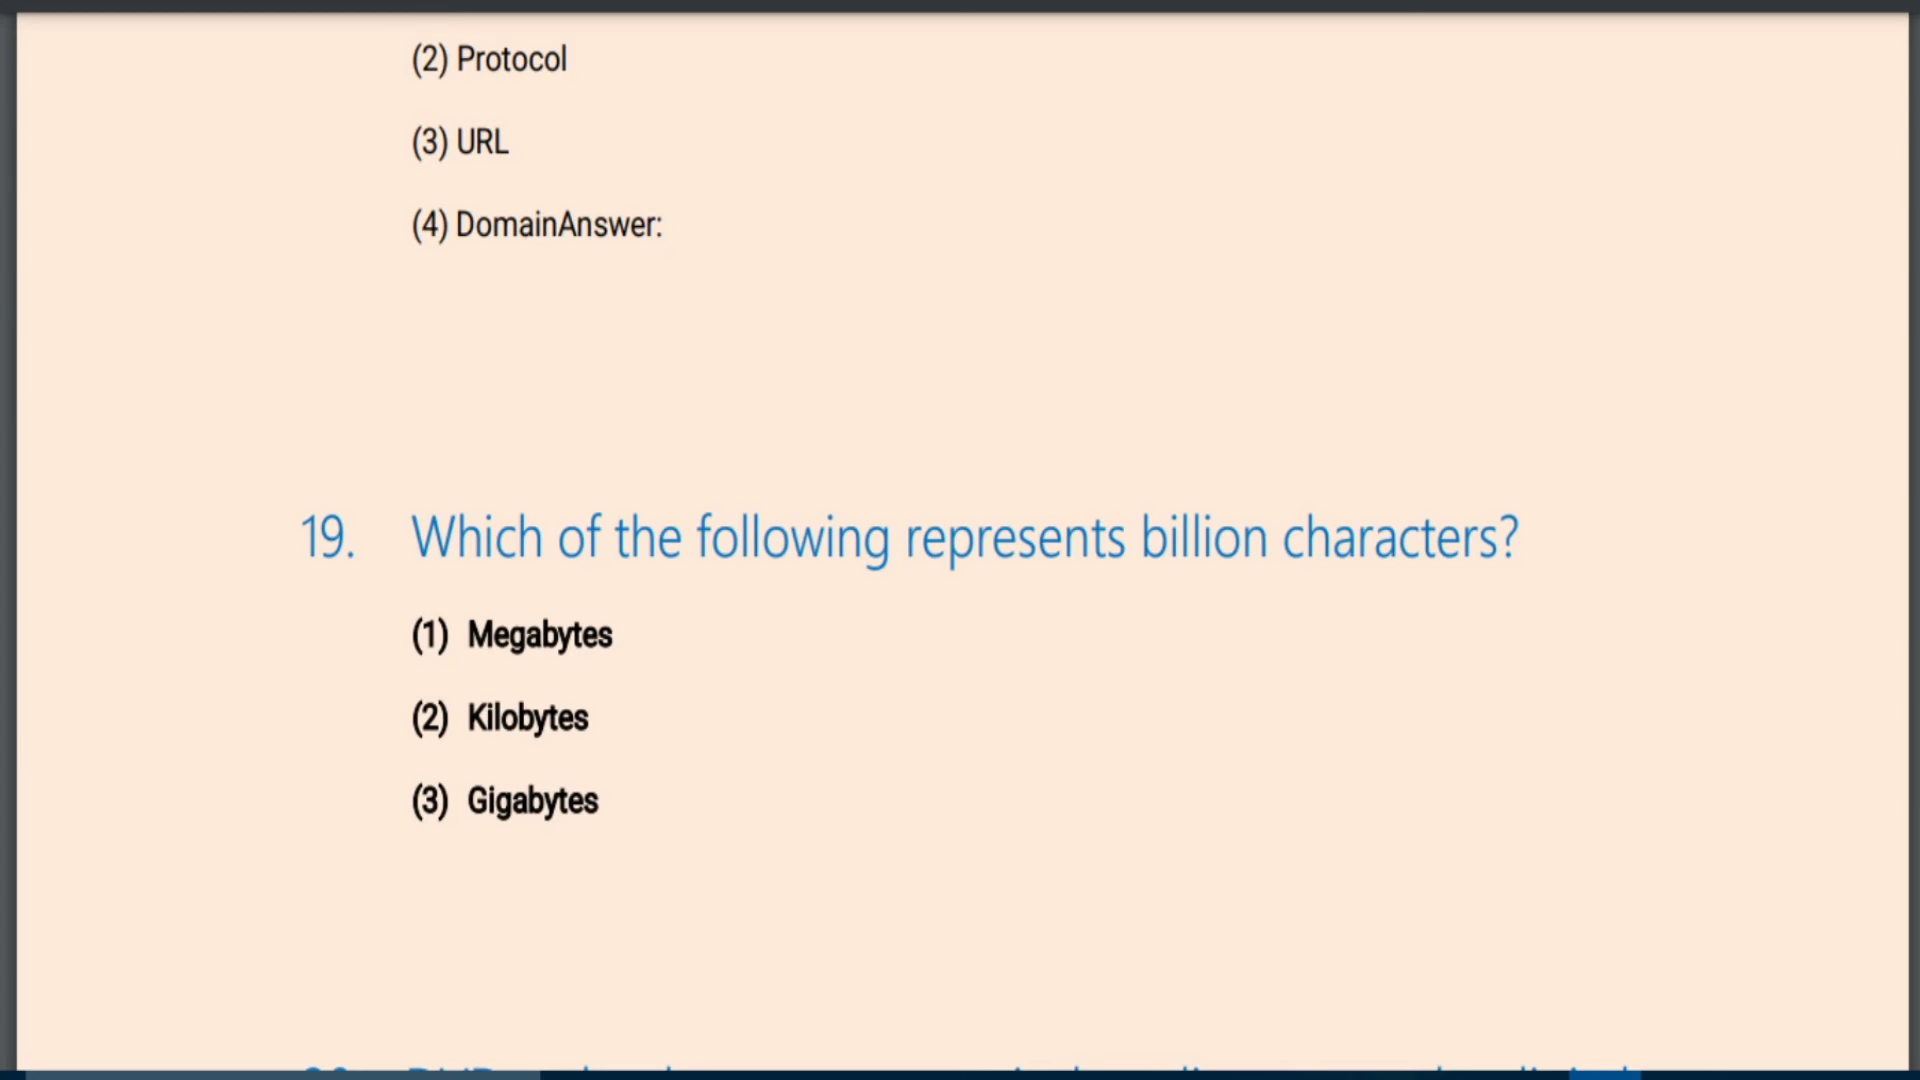 (2) Protocol
(3) URL
(4) DomainAnswer:
19. Which of the following represents billion characters?
(1) Megabytes
(2) Kilobytes
(3) Gigabytes